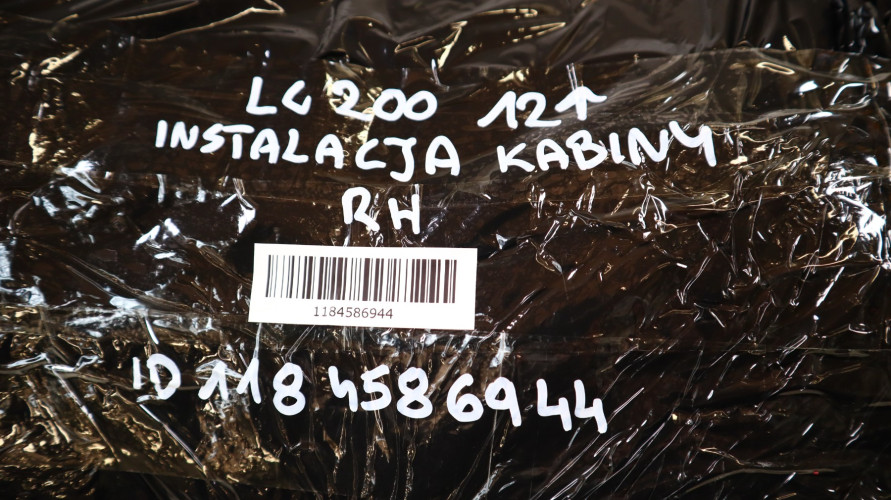 LC 200 12↑
INSTALACJA KABINY
RH
1184586944
ID 1184586944